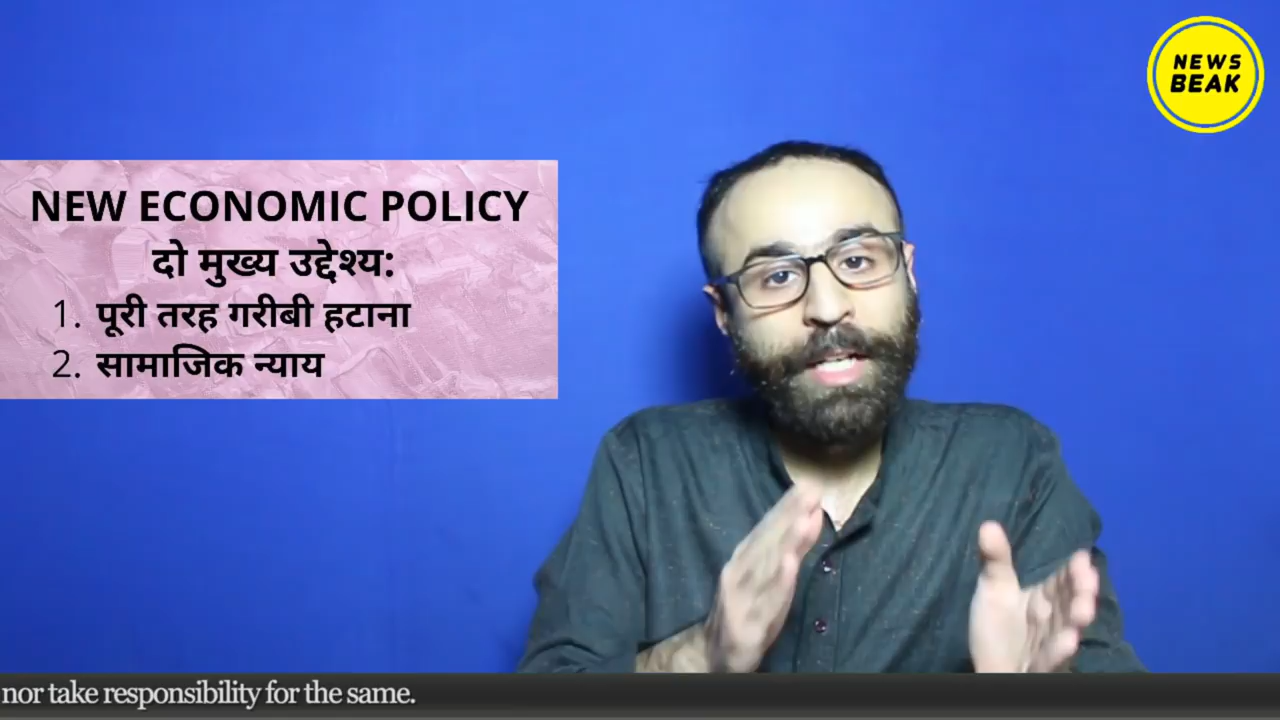 NEWS
BEAK
NEW ECONOMIC POLICY
दो मुख्य उद्देश्य:
1. पूरी तरह गरीबी हटाना
2. सामाजिक न्याय
nor take responsibility for the same.